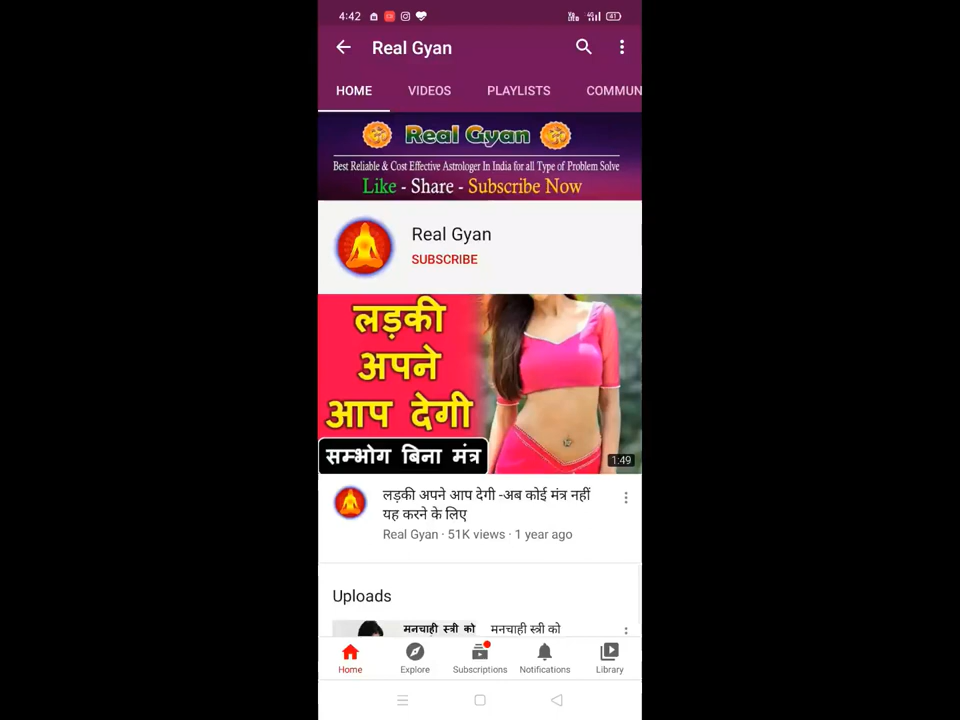 4:42
41
Real Gyan
HOME VIDEOS PLAYLISTS COMMUN
Real Gyan
Best Reliable & Cost Effective Astrologer In India for all Type of Problem Solve
Like - Share - Subscribe Now
Real Gyan
SUBSCRIBE
लड़की
अपने
आप देगी
सम्भोग बिना मंत्र
1:49
लड़की अपने आप देगी -अब कोई मंत्र नहीं
यह करने के लिए
Real Gyan · 51K views · 1 year ago
Uploads
मनचाही स्त्री को
मनचाही स्त्री को
Home Explore Subscriptions Notifications Library